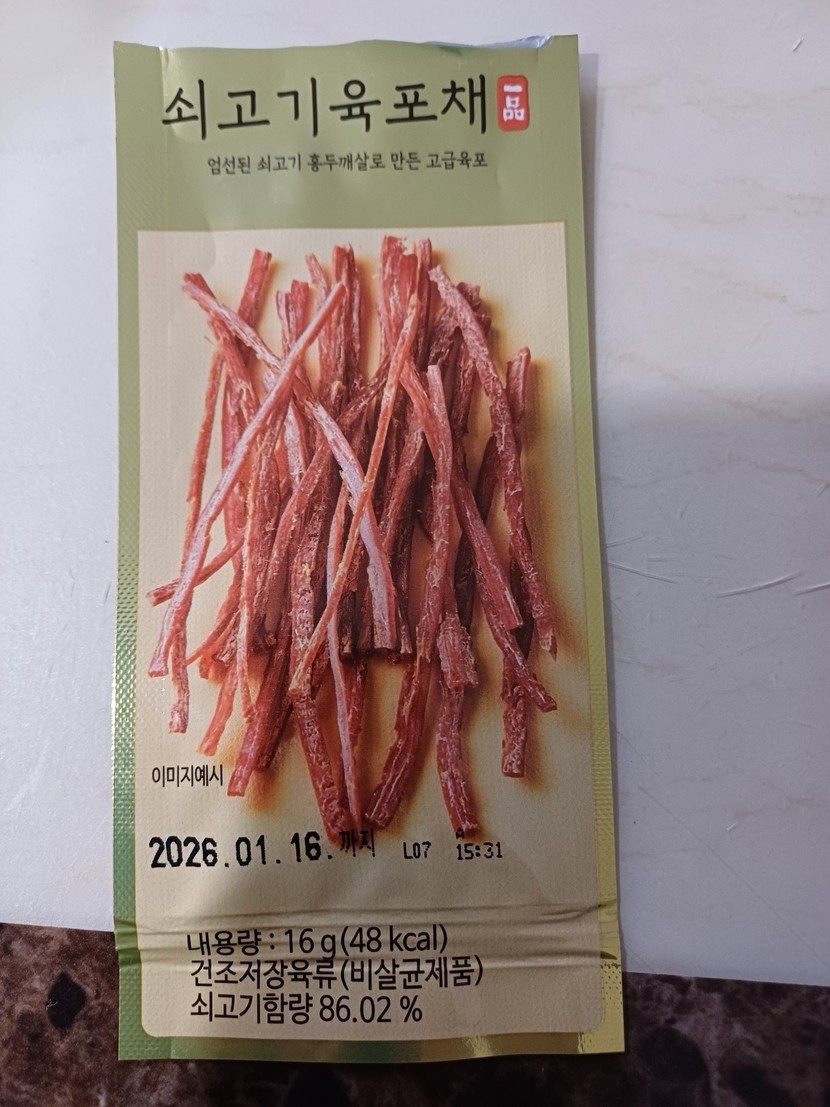 쇠고기육포채 一品
엄선된 쇠고기 홍두깨살로 만든 고급육포
이미지예시
2026.01.16.까지 L07 A 15:31
내용량 : 16 g(48 kcal)
건조저장육류(비살균제품)
쇠고기함량 86.02 %